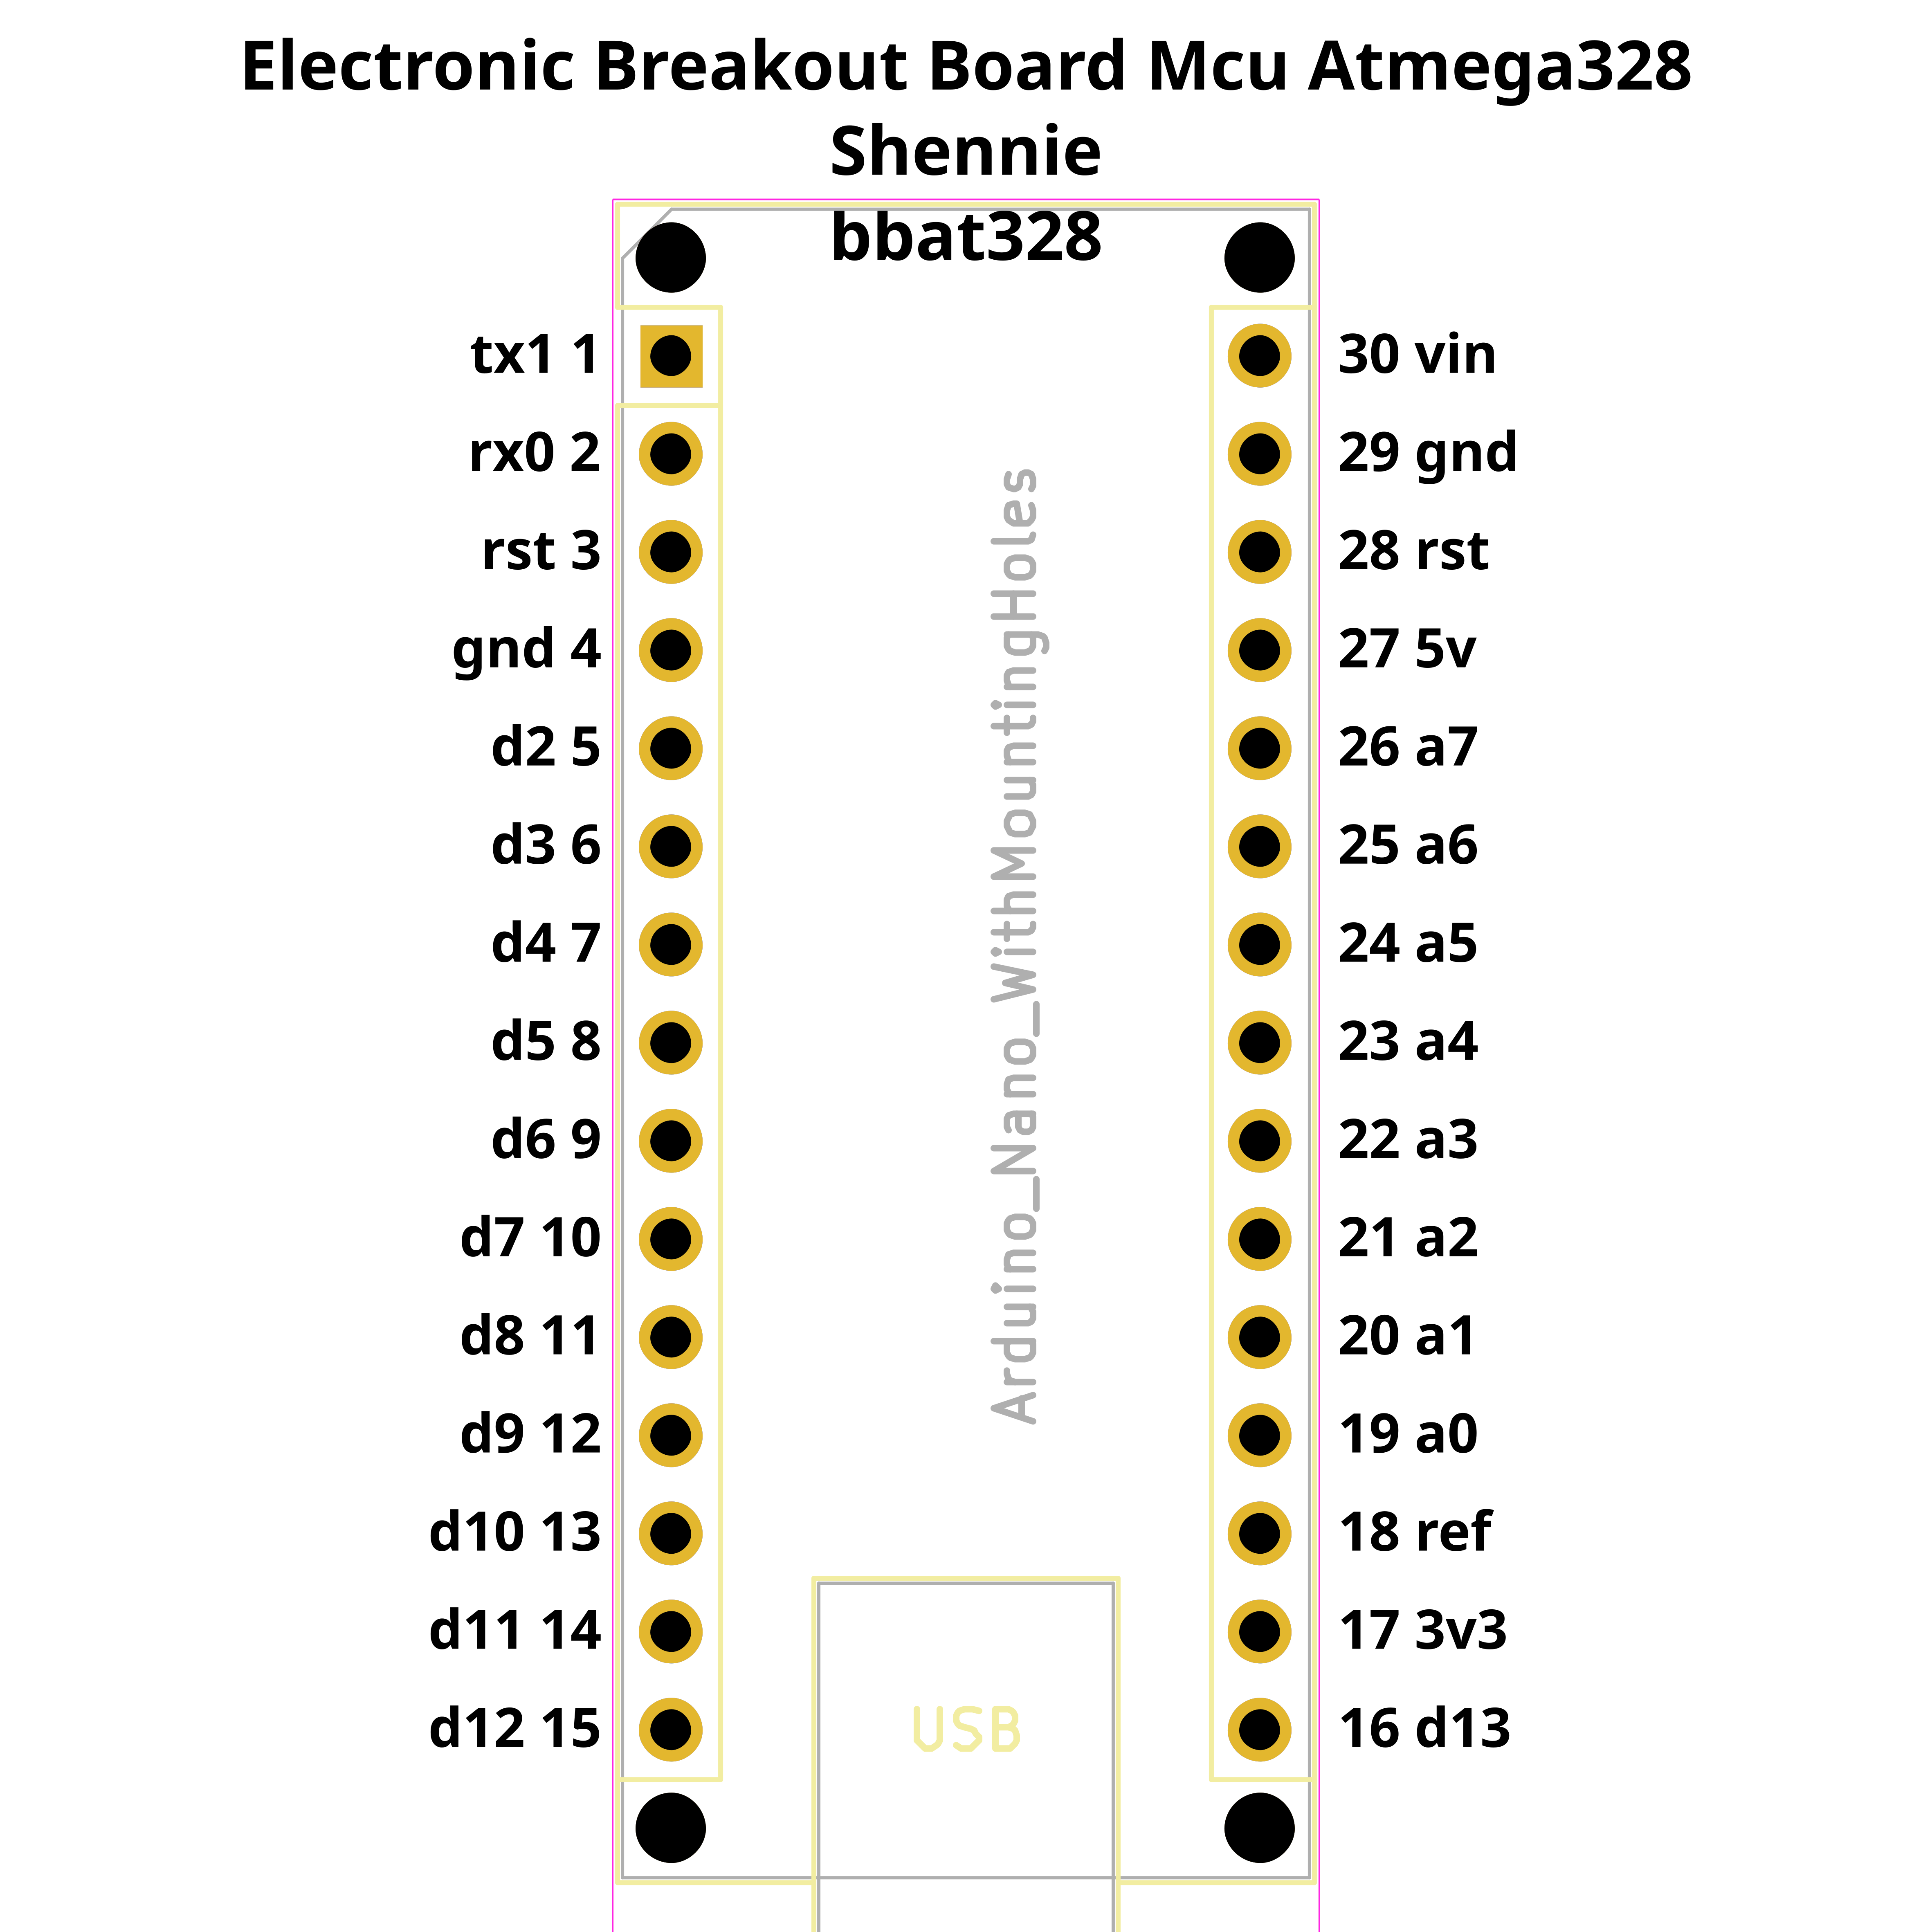 Electronic Breakout Board Mcu Atmega328
Shennie
bbat328
tx1 1
30 vin
rx0 2
29 gnd
rst 3
28 rst
gnd 4
27 5v
d2 5
26 a7
d3 6
25 a6
d4 7
24 a5
d5 8
23 a4
d6 9
22 a3
d7 10
21 a2
d8 11
20 a1
d9 12
19 a0
d10 13
18 ref
d11 14
17 3v3
d12 15
16 d13
Arduino_Nano_WithMountingHoles
USB